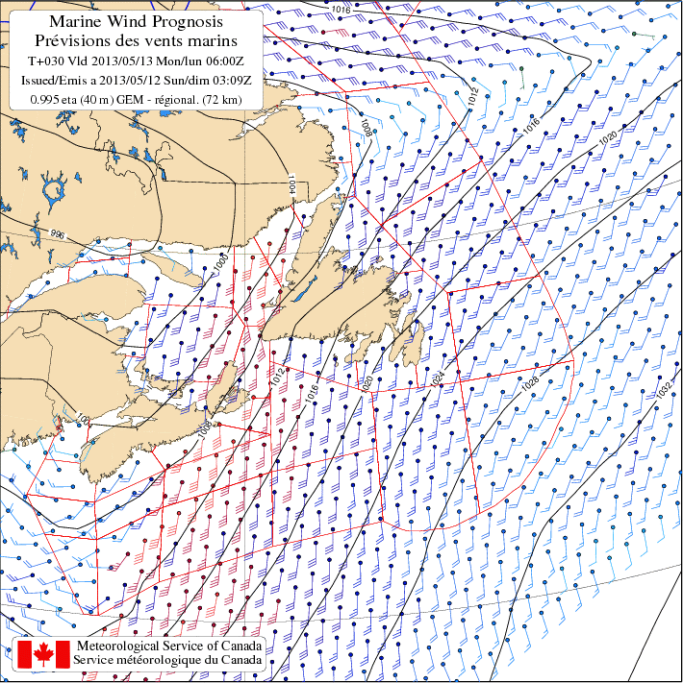 Marine Wind Prognosis
Prévisions des vents marins
T+030 Vld 2013/05/13 Mon/lun 06:00Z
Issued/Emis a 2013/05/12 Sun/dim 03:09Z
0.995 eta (40 m) GEM - régional. (72 km)
1016
1012
1008
1016
1020
1004
996
1000
1012
1016
1020
1024
1028
1032
1008
Meteorological Service of Canada
Service météorologique du Canada